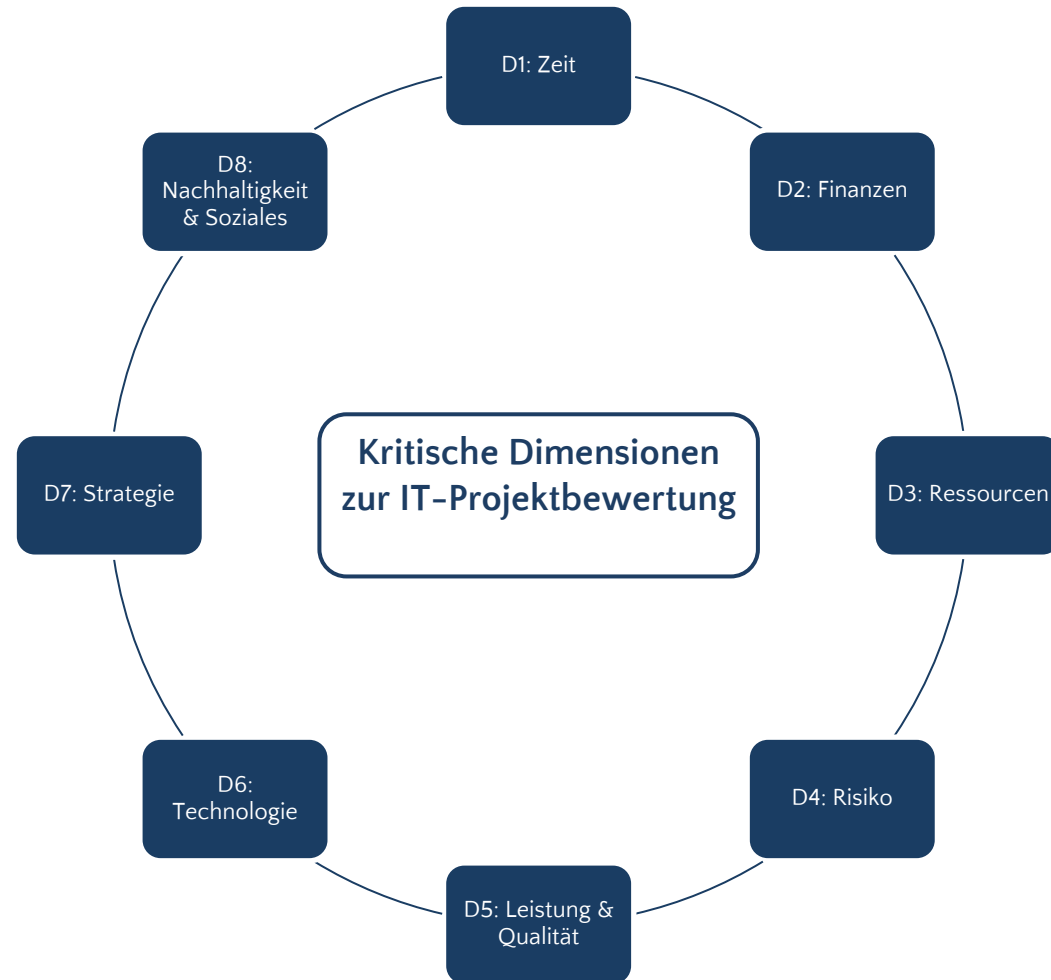 D1: Zeit
D2: Finanzen
D3: Ressourcen
D4: Risiko
D5: Leistung &
Qualität
D6:
Technologie
D7: Strategie
D8:
Nachhaltigkeit
& Soziales
Kritische Dimensionen
zur IT-Projektbewertung